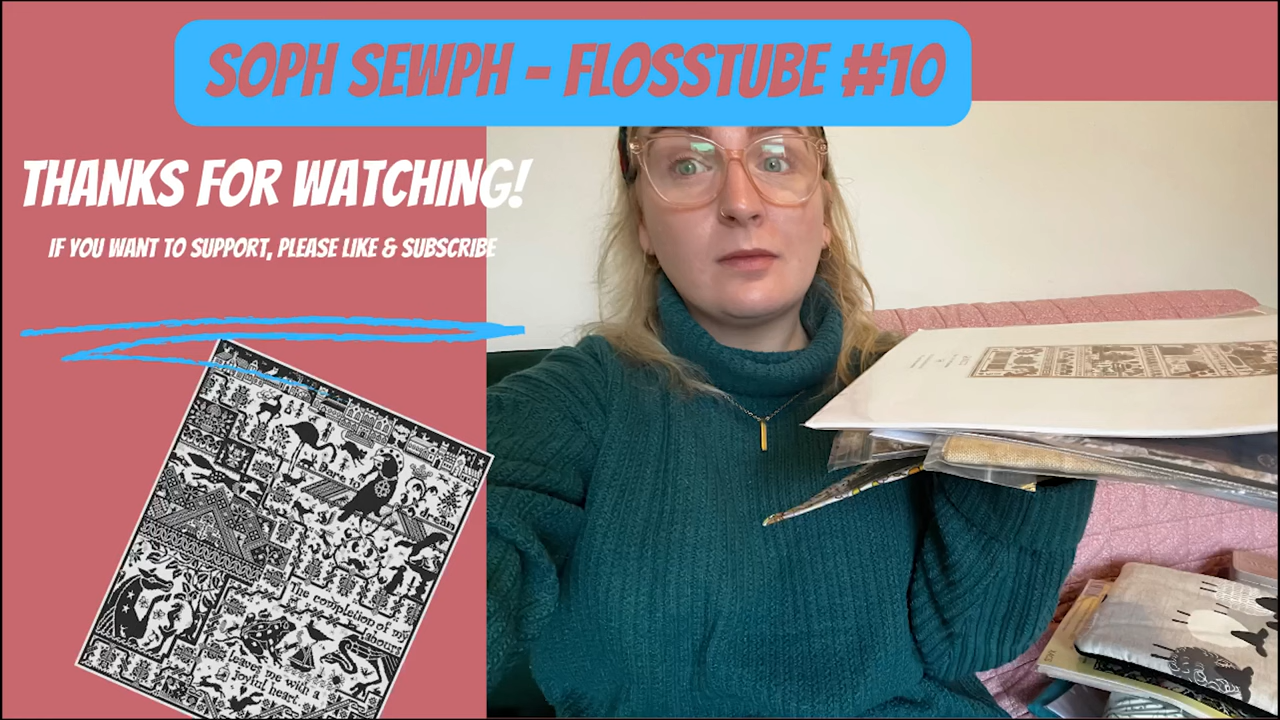 SOPH SEWPH - FLOSSTUBE #10
THANKS FOR WATCHING!
IF YOU WANT TO SUPPORT, PLEASE LIKE & SUBSCRIBE
Dare to
dream
The completion of my
labours
Leaves me with a
joyful heart